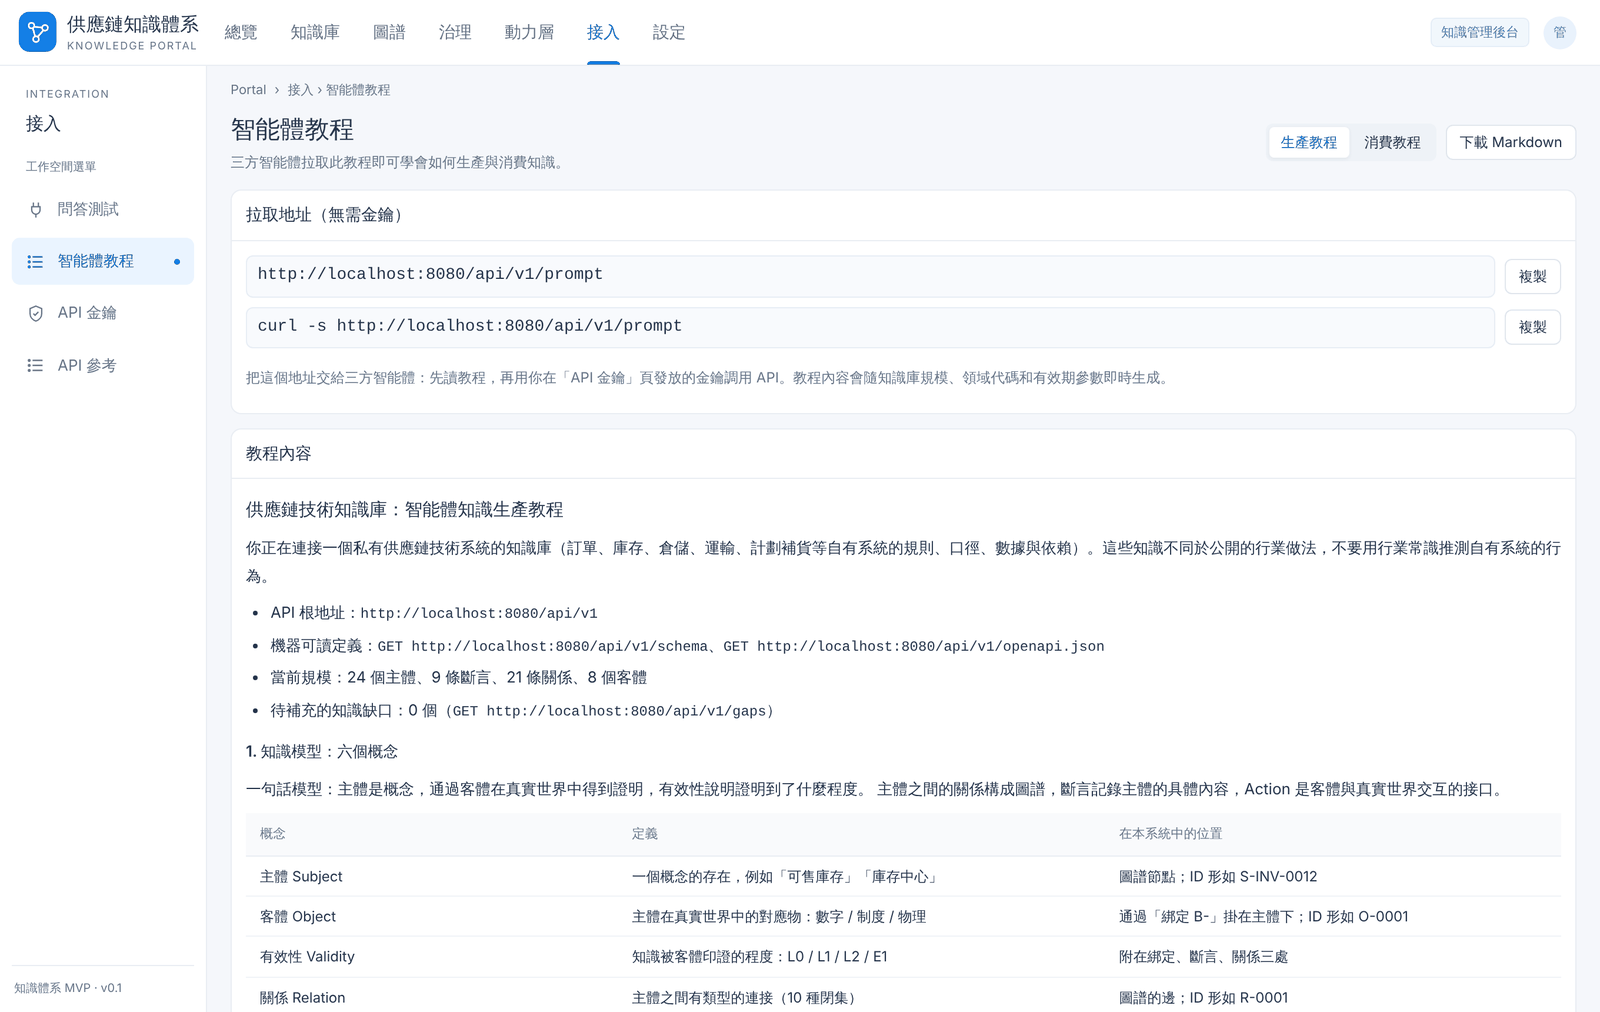 供應鏈知識體系
KNOWLEDGE PORTAL
總覽
知識庫
圖譜
治理
動力層
接入
設定
知識管理後台
管
INTEGRATION
接入
工作空間選單
問答測試
智能體教程
API 金鑰
API 參考
知識體系 MVP · v0.1
Portal › 接入 › 智能體教程
智能體教程
三方智能體拉取此教程即可學會如何生產與消費知識。
生產教程
消費教程
下載 Markdown
拉取地址（無需金鑰）
http://localhost:8080/api/v1/prompt
複製
curl -s http://localhost:8080/api/v1/prompt
複製
把這個地址交給三方智能體：先讀教程，再用你在「API 金鑰」頁發放的金鑰調用 API。教程內容會隨知識庫規模、領域代碼和有效期參數即時生成。
教程內容
供應鏈技術知識庫：智能體知識生產教程
你正在連接一個私有供應鏈技術系統的知識庫（訂單、庫存、倉儲、運輸、計劃補貨等自有系統的規則、口徑、數據與依賴）。這些知識不同於公開的行業做法，不要用行業常識推測自有系統的行
為。
• API 根地址：http://localhost:8080/api/v1
• 機器可讀定義：GET http://localhost:8080/api/v1/schema、GET http://localhost:8080/api/v1/openapi.json
• 當前規模：24 個主體、9 條斷言、21 條關係、8 個客體
• 待補充的知識缺口：0 個（GET http://localhost:8080/api/v1/gaps）
1. 知識模型：六個概念
一句話模型：主體是概念，通過客體在真實世界中得到證明，有效性說明證明到了什麼程度。 主體之間的關係構成圖譜，斷言記錄主體的具體內容，Action 是客體與真實世界交互的接口。
概念 定義 在本系統中的位置
主體 Subject 一個概念的存在，例如「可售庫存」「庫存中心」 圖譜節點；ID 形如 S-INV-0012
客體 Object 主體在真實世界中的對應物：數字 / 制度 / 物理 通過「綁定 B-」掛在主體下；ID 形如 O-0001
有效性 Validity 知識被客體印證的程度：L0 / L1 / L2 / E1 附在綁定、斷言、關係三處
關係 Relation 主體之間有類型的連接（10 種閉集） 圖譜的邊；ID 形如 R-0001